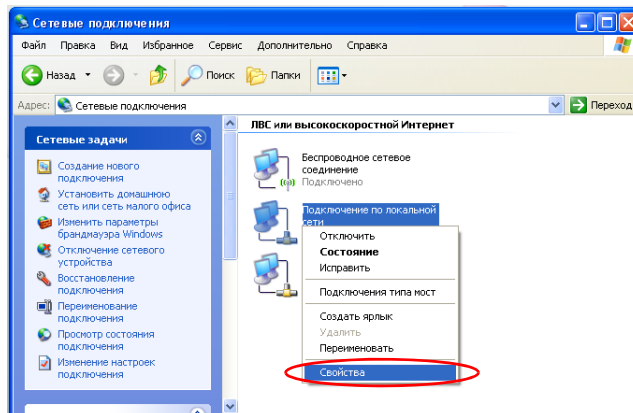 Сетевые подключения
Файл Правка Вид Избранное Сервис Дополнительно Справка
Назад Поиск Папки
Адрес: Сетевые подключения Переход
Сетевые задачи
Создание нового
подключения
Установить домашнюю
сеть или сеть малого офиса
Изменить параметры
брандмауэра Windows
Отключение сетевого
устройства
Восстановление
подключения
Переименование
подключения
Просмотр состояния
подключения
Изменение настроек
подключения
ЛВС или высокоскоростной Интернет
Беспроводное сетевое
соединение
Подключено
Подключение по локальной
сети
Отключить
Состояние
Исправить
Подключения типа мост
Создать ярлык
Удалить
Переименовать
Свойства